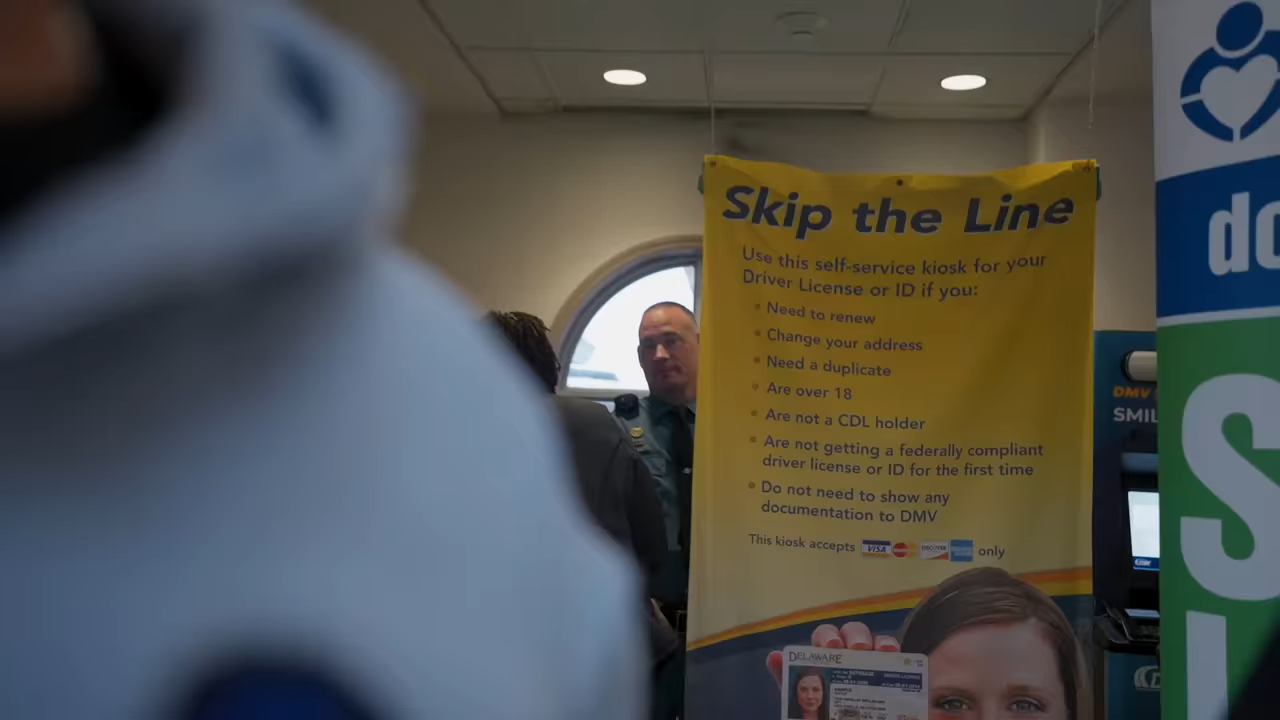 Skip the Line
Use this self-service kiosk for your
Driver License or ID if you:
• Need to renew
• Change your address
• Need a duplicate
• Are over 18
• Are not a CDL holder
• Are not getting a federally compliant
driver license or ID for the first time
• Do not need to show any
documentation to DMV
This kiosk accepts VISA DISCOVER only
DELAWARE
DMV
SMIL
do
S